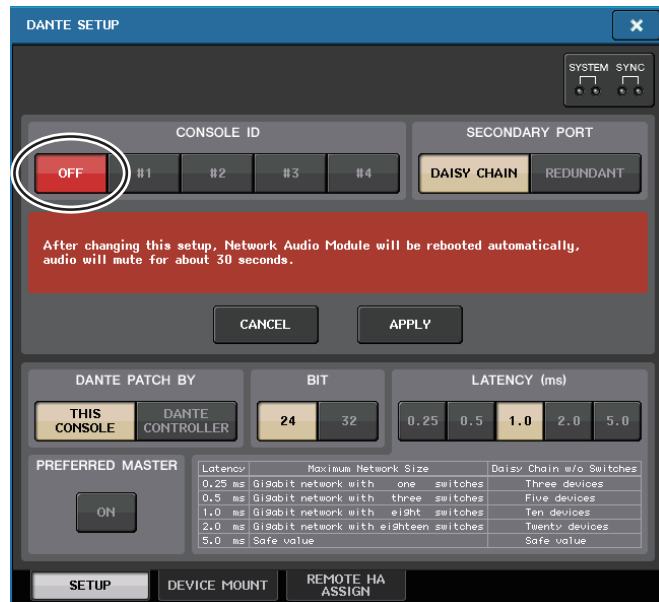 DANTE SETUP
SYSTEM SYNC
CONSOLE ID
SECONDARY PORT
OFF #1 #2 #3 #4
DAISY CHAIN REDUNDANT
After changing this setup, Network Audio Module will be rebooted automatically,
audio will mute for about 30 seconds.
CANCEL APPLY
DANTE PATCH BY
BIT
LATENCY (ms)
THIS
CONSOLE
DANTE
CONTROLLER
24 32
0.25 0.5 1.0 2.0 5.0
PREFERRED MASTER
ON
Latency Maximum Network Size Daisy Chain w/o Switches
0.25 ms Gigabit network with one switches Three devices
0.5 ms Gigabit network with three switches Five devices
1.0 ms Gigabit network with eight switches Ten devices
2.0 ms Gigabit network with eighteen switches Twenty devices
5.0 ms Safe value Safe value
SETUP
DEVICE MOUNT
REMOTE HA
ASSIGN